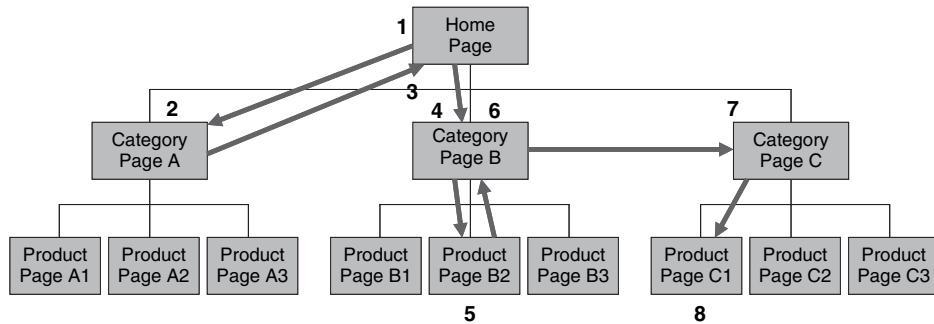 1
Home
Page
3
2
4
6
7
Category
Page A
Category
Page B
Category
Page C
Product
Page A1
Product
Page A2
Product
Page A3
Product
Page B1
Product
Page B2
Product
Page B3
Product
Page C1
Product
Page C2
Product
Page C3
5
8